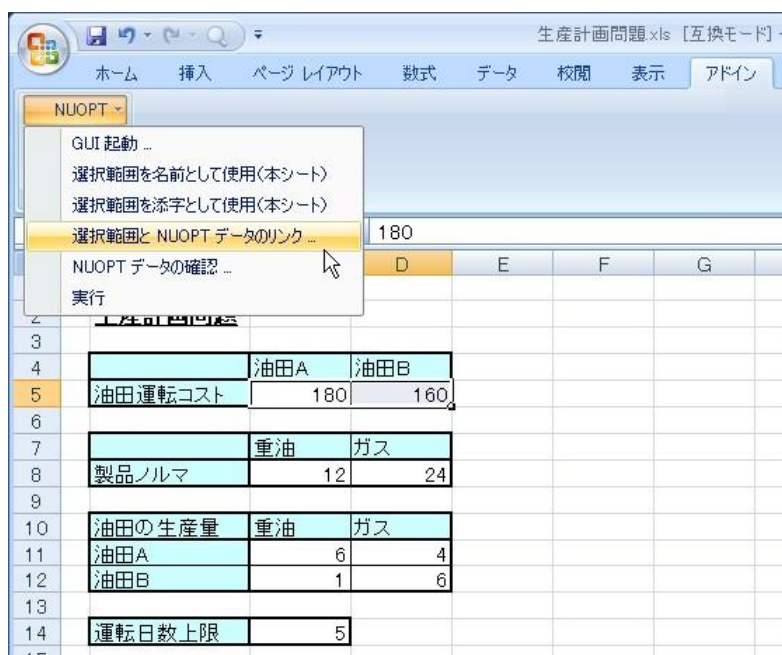 生産計画問題.xls [互換モード] -
ホーム 挿入 ページ レイアウト 数式 データ 校閲 表示 アドイン
NUOPT
GUI 起動 ...
選択範囲を名前として使用(本シート)
選択範囲を添字として使用(本シート)
選択範囲と NUOPT データのリンク ...
NUOPT データの確認 ...
実行
180
D E F G
2 生産計画問題
3
4 油田A 油田B
5 油田運転コスト 180 160
6
7 重油 ガス
8 製品ノルマ 12 24
9
10 油田の生産量 重油 ガス
11 油田A 6 4
12 油田B 1 6
13
14 運転日数上限 5